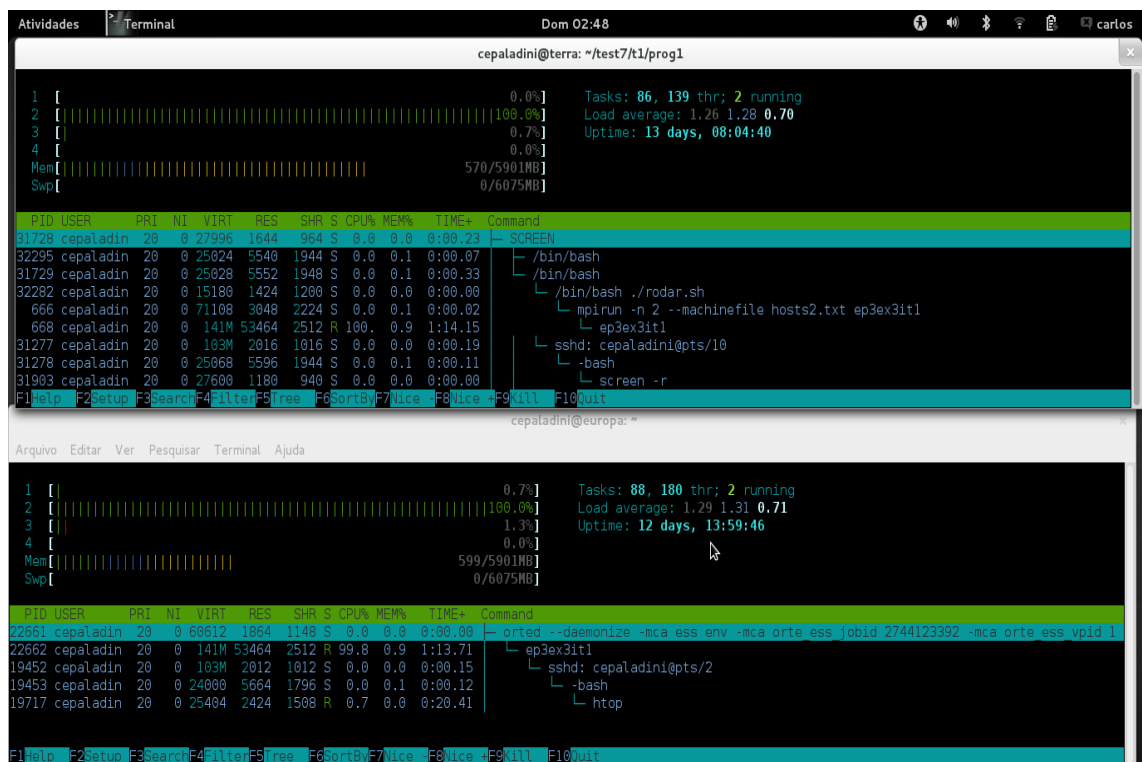 Atividades Terminal Dom 02:48 carlos
cepaladini@terra: ~/test7/t1/prog1
1 [ 0.0%] Tasks: 86, 139 thr; 2 running
2 [||||||||||||||||||||||||||||||||||||||||||||100.0%] Load average: 1.26 1.28 0.70
3 [| 0.7%] Uptime: 13 days, 08:04:40
4 [ 0.0%]
Mem[|||||||||||||||||||||||||||||||| 570/5901MB]
Swp[ 0/6075MB]
PID USER PRI NI VIRT RES SHR S CPU% MEM% TIME+ Command
31728 cepaladin 20 0 27996 1644 964 S 0.0 0.0 0:00.23 ├─ SCREEN
32295 cepaladin 20 0 25024 5540 1944 S 0.0 0.1 0:00.07 │ ├─ /bin/bash
31729 cepaladin 20 0 25028 5552 1948 S 0.0 0.1 0:00.33 │ └─ /bin/bash
32282 cepaladin 20 0 15180 1424 1200 S 0.0 0.0 0:00.00 │ └─ /bin/bash ./rodar.sh
666 cepaladin 20 0 71108 3048 2224 S 0.0 0.1 0:00.02 │ └─ mpirun -n 2 --machinefile hosts2.txt ep3ex3it1
668 cepaladin 20 0 141M 53464 2512 R 100. 0.9 1:14.15 │ └─ ep3ex3it1
31277 cepaladin 20 0 103M 2016 1016 S 0.0 0.0 0:00.19 │ │ └─ sshd: cepaladini@pts/10
31278 cepaladin 20 0 25068 5596 1944 S 0.0 0.1 0:00.11 │ │ └─ -bash
31903 cepaladin 20 0 27600 1180 940 S 0.0 0.0 0:00.00 │ │ └─ screen -r
F1Help F2Setup F3SearchF4FilterF5Tree F6SortByF7Nice -F8Nice +F9Kill F10Quit
cepaladini@europa: ~
Arquivo Editar Ver Pesquisar Terminal Ajuda
1 [| 0.7%] Tasks: 88, 180 thr; 2 running
2 [||||||||||||||||||||||||||||||||||||||||||||100.0%] Load average: 1.29 1.31 0.71
3 [|| 1.3%] Uptime: 12 days, 13:59:46
4 [ 0.0%]
Mem[|||||||||||||||||||| 599/5901MB]
Swp[ 0/6075MB]
PID USER PRI NI VIRT RES SHR S CPU% MEM% TIME+ Command
22661 cepaladin 20 0 60612 1864 1148 S 0.0 0.0 0:00.00 ├─ orted --daemonize -mca ess env -mca orte_ess_jobid 2744123392 -mca orte_ess_vpid 1
22662 cepaladin 20 0 141M 53464 2512 R 99.8 0.9 1:13.71 │ └─ ep3ex3it1
19452 cepaladin 20 0 103M 2012 1012 S 0.0 0.0 0:00.15 │ └─ sshd: cepaladini@pts/2
19453 cepaladin 20 0 24000 5664 1796 S 0.0 0.1 0:00.12 │ └─ -bash
19717 cepaladin 20 0 25404 2424 1508 R 0.7 0.0 0:20.41 │ └─ htop
F1Help F2Setup F3SearchF4FilterF5Tree F6SortByF7Nice -F8Nice +F9Kill F10Quit